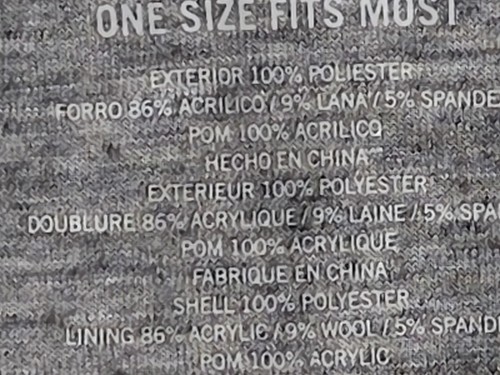 ONE SIZE FITS MOST
EXTERIOR 100% POLIESTER
FORRO 86% ACRILICO / 9% LANA / 5% SPANDE
POM 100% ACRILICO
HECHO EN CHINA
EXTERIEUR 100% POLYESTER
DOUBLURE 86% ACRYLIQUE / 9% LAINE / 5% SPA
POM 100% ACRYLIQUE
FABRIQUE EN CHINA
SHELL 100% POLYESTER
LINING 86% ACRYLIC / 9% WOOL / 5% SPAND
POM 100% ACRYLIC